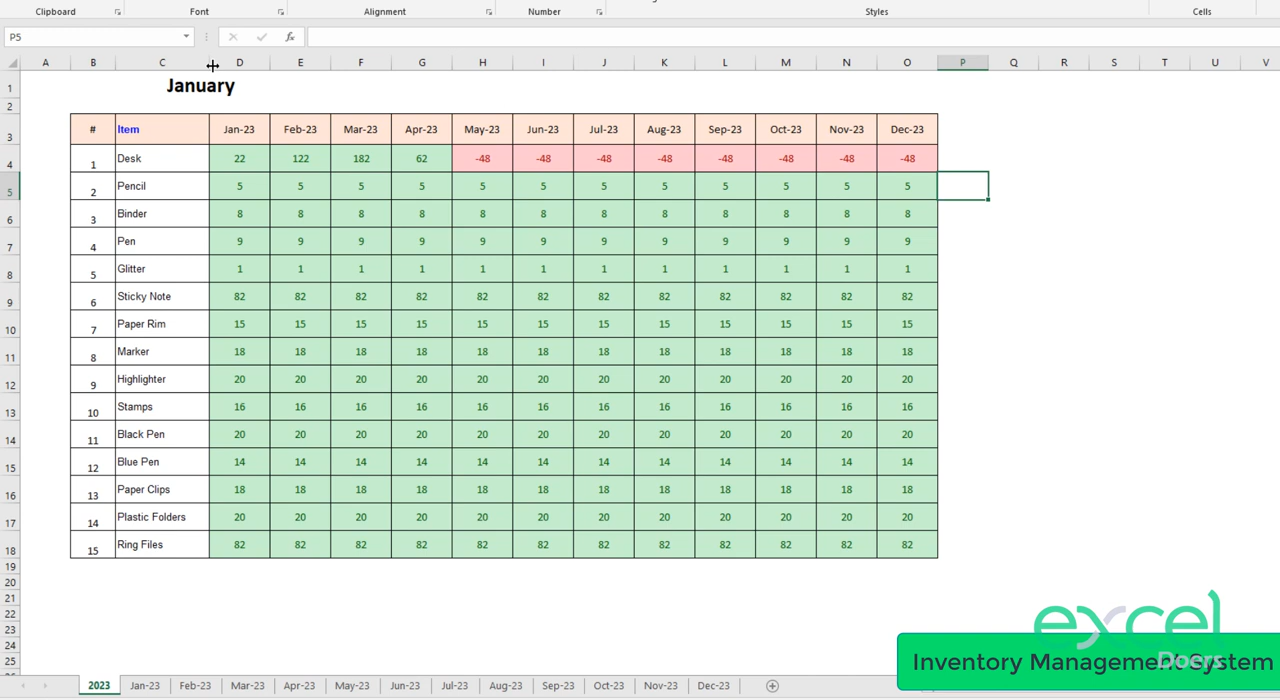 Clipboard Font Alignment Number Styles Cells
P5 fx
A B C D E F G H I J K L M N O P Q R S T U V
1 January
2
3 # Item Jan-23 Feb-23 Mar-23 Apr-23 May-23 Jun-23 Jul-23 Aug-23 Sep-23 Oct-23 Nov-23 Dec-23
4 1 Desk 22 122 182 62 -48 -48 -48 -48 -48 -48 -48 -48
5 2 Pencil 5 5 5 5 5 5 5 5 5 5 5 5
6 3 Binder 8 8 8 8 8 8 8 8 8 8 8 8
7 4 Pen 9 9 9 9 9 9 9 9 9 9 9 9
8 5 Glitter 1 1 1 1 1 1 1 1 1 1 1 1
9 6 Sticky Note 82 82 82 82 82 82 82 82 82 82 82 82
10 7 Paper Rim 15 15 15 15 15 15 15 15 15 15 15 15
11 8 Marker 18 18 18 18 18 18 18 18 18 18 18 18
12 9 Highlighter 20 20 20 20 20 20 20 20 20 20 20 20
13 10 Stamps 16 16 16 16 16 16 16 16 16 16 16 16
14 11 Black Pen 20 20 20 20 20 20 20 20 20 20 20 20
15 12 Blue Pen 14 14 14 14 14 14 14 14 14 14 14 14
16 13 Paper Clips 18 18 18 18 18 18 18 18 18 18 18 18
17 14 Plastic Folders 20 20 20 20 20 20 20 20 20 20 20 20
18 15 Ring Files 82 82 82 82 82 82 82 82 82 82 82 82
19
20
21
22
23
24
25
excel
Doers
Inventory Management System
2023 Jan-23 Feb-23 Mar-23 Apr-23 May-23 Jun-23 Jul-23 Aug-23 Sep-23 Oct-23 Nov-23 Dec-23